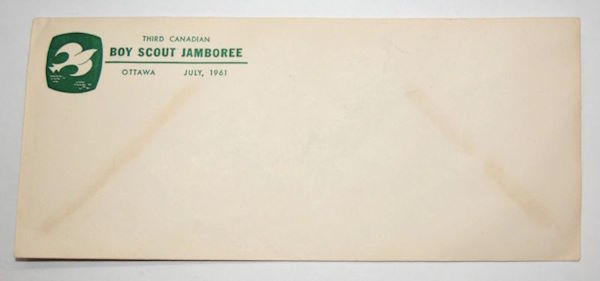 THIRD CANADIAN
BOY SCOUT JAMBOREE
OTTAWA JULY, 1961